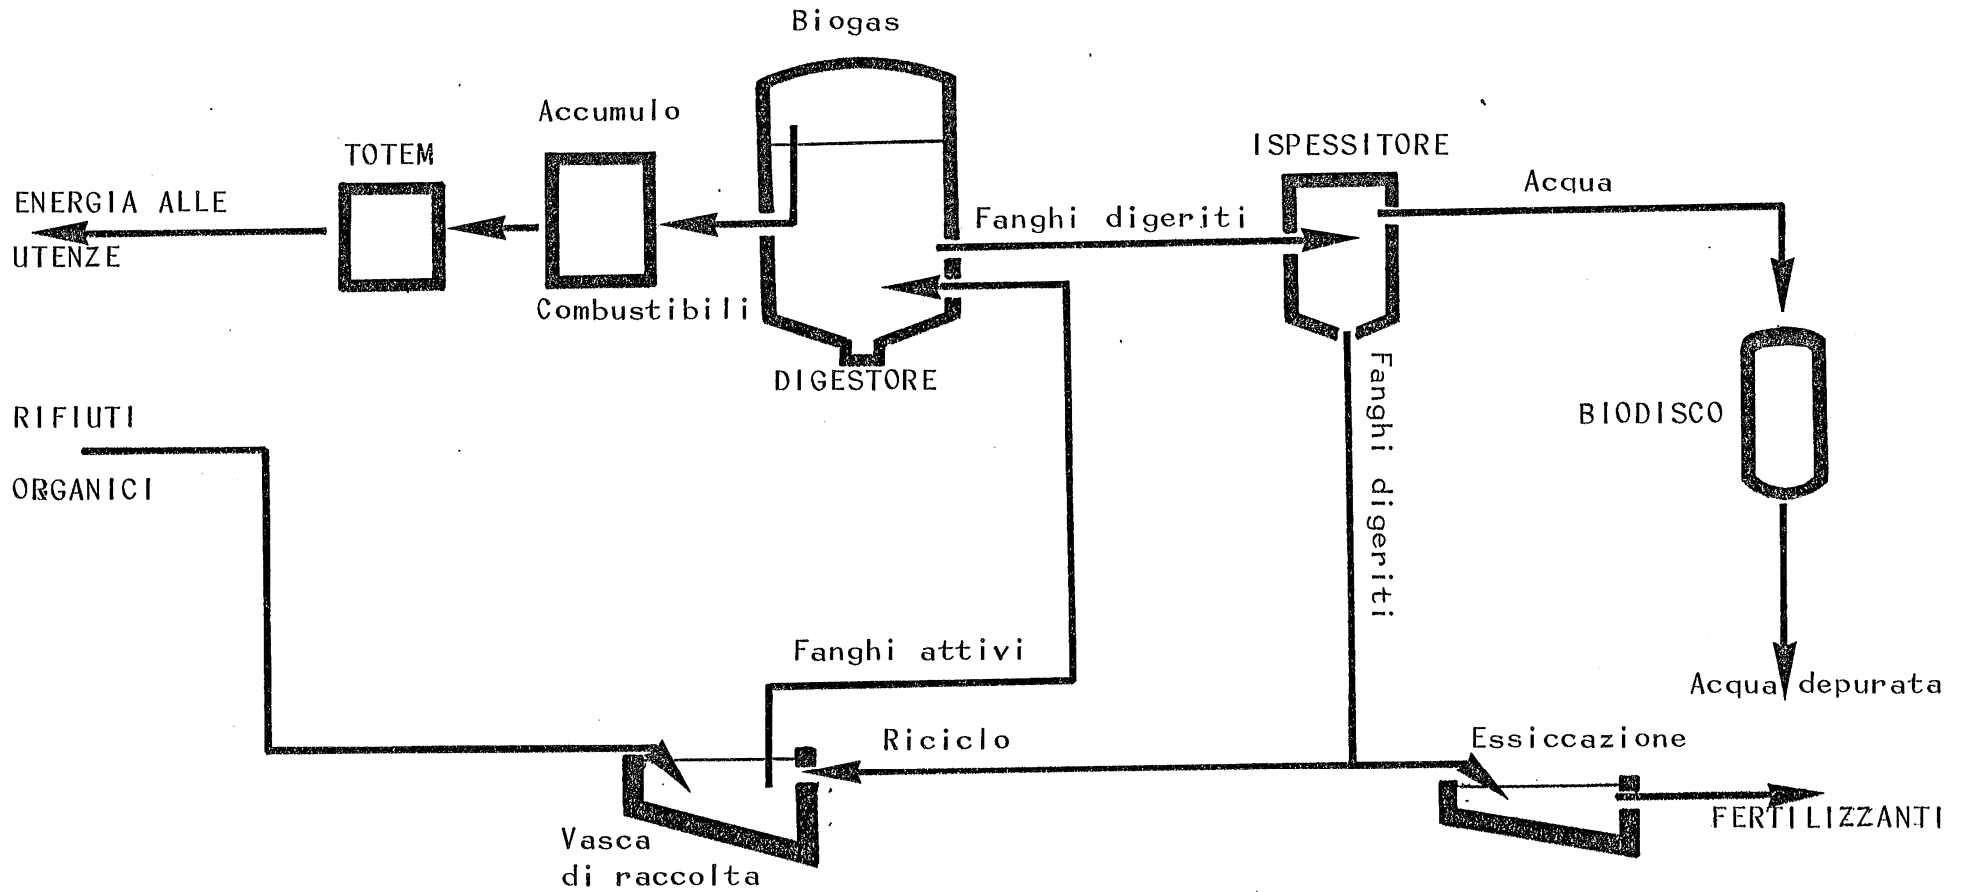 Biogas
Accumulo
TOTEM
ISPESSITORE
Acqua
ENERGIA ALLE
UTENZE
Fanghi digeriti
Combustibili
DIGESTORE
Fanghi digeriti
RIFIUTI
ORGANICI
BIODISCO
Fanghi attivi
Acqua depurata
Riciclo
Essiccazione
FERTILIZZANTI
Vasca
di raccolta